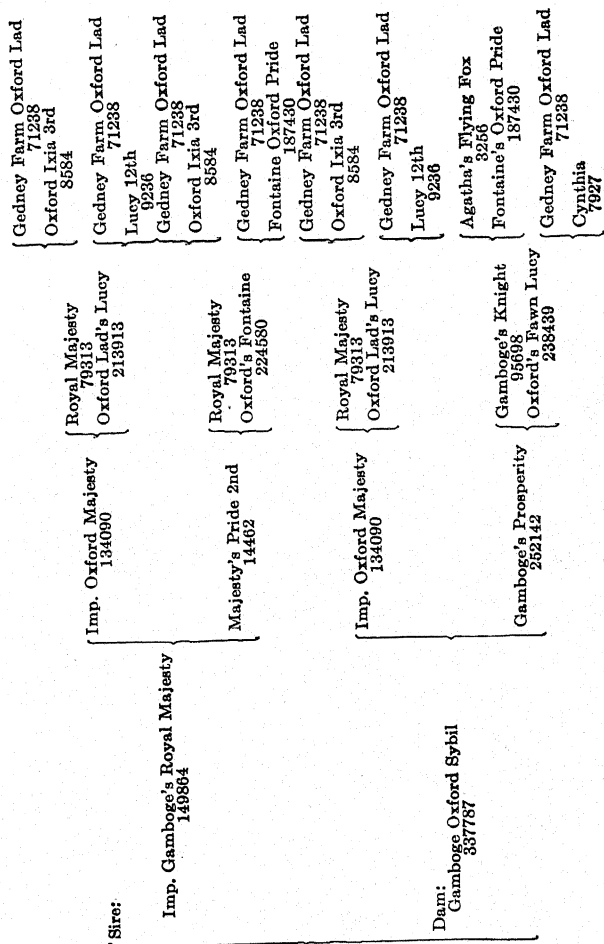 Sire:
Imp. Gamboge's Royal Majesty
149864
Dam:
Gamboge Oxford Sybil
337787
Imp. Oxford Majesty
134090
Majesty's Pride 2nd
14462
Imp. Oxford Majesty
134090
Gamboge's Prosperity
252142
Royal Majesty
79313
Oxford Lad's Lucy
213913
Royal Majesty
79313
Oxford's Fontaine
224580
Royal Majesty
79313
Oxford Lad's Lucy
213913
Gamboge's Knight
95698
Oxford's Fawn Lucy
238439
Gedney Farm Oxford Lad
71238
Oxford Ixia 3rd
8584
Gedney Farm Oxford Lad
71238
Lucy 12th
9236
Gedney Farm Oxford Lad
71238
Oxford Ixia 3rd
8584
Gedney Farm Oxford Lad
71238
Fontaine Oxford Pride
187430
Gedney Farm Oxford Lad
71238
Oxford Ixia 3rd
8584
Gedney Farm Oxford Lad
71238
Lucy 12th
9236
Agatha's Flying Fox
3256
Fontaine's Oxford Pride
187430
Gedney Farm Oxford Lad
71238
Cynthia
7927